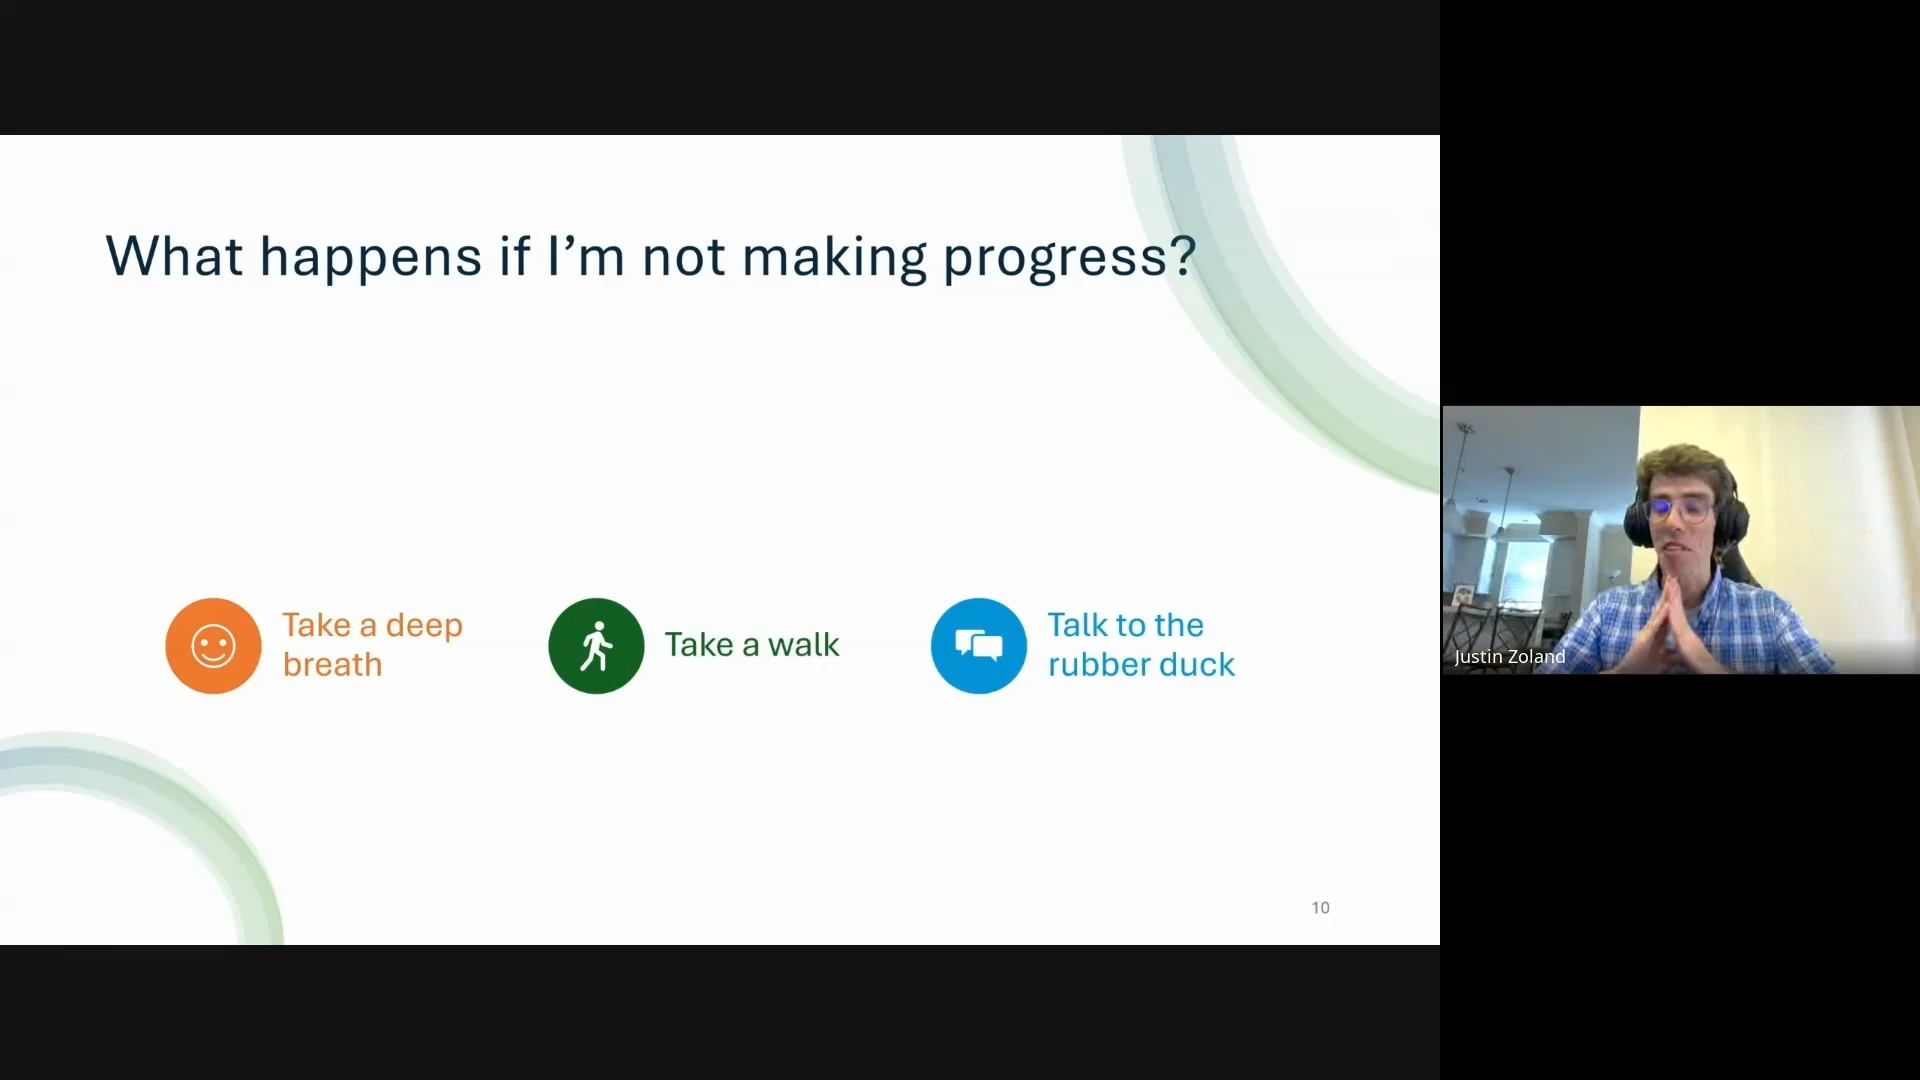 What happens if I’m not making progress?
Take a deep
breath
Take a walk
Talk to the
rubber duck
10
Justin Zoland